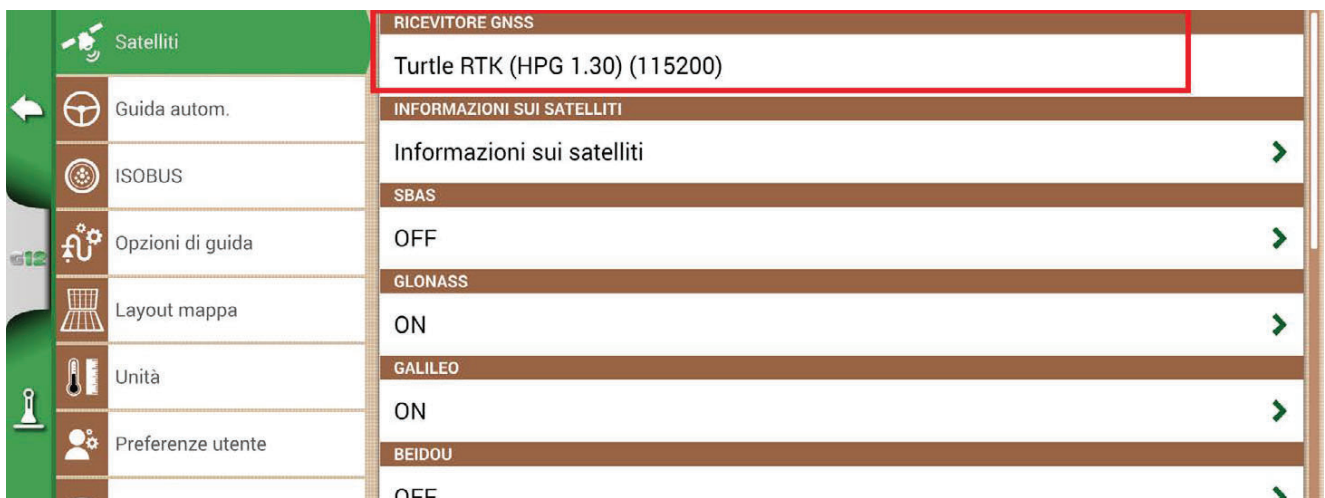 Satelliti
Guida autom.
ISOBUS
Opzioni di guida
Layout mappa
Unità
Preferenze utente
G12
RICEVITORE GNSS
Turtle RTK (HPG 1.30) (115200)
INFORMAZIONI SUI SATELLITI
Informazioni sui satelliti
SBAS
OFF
GLONASS
ON
GALILEO
ON
BEIDOU
OFF